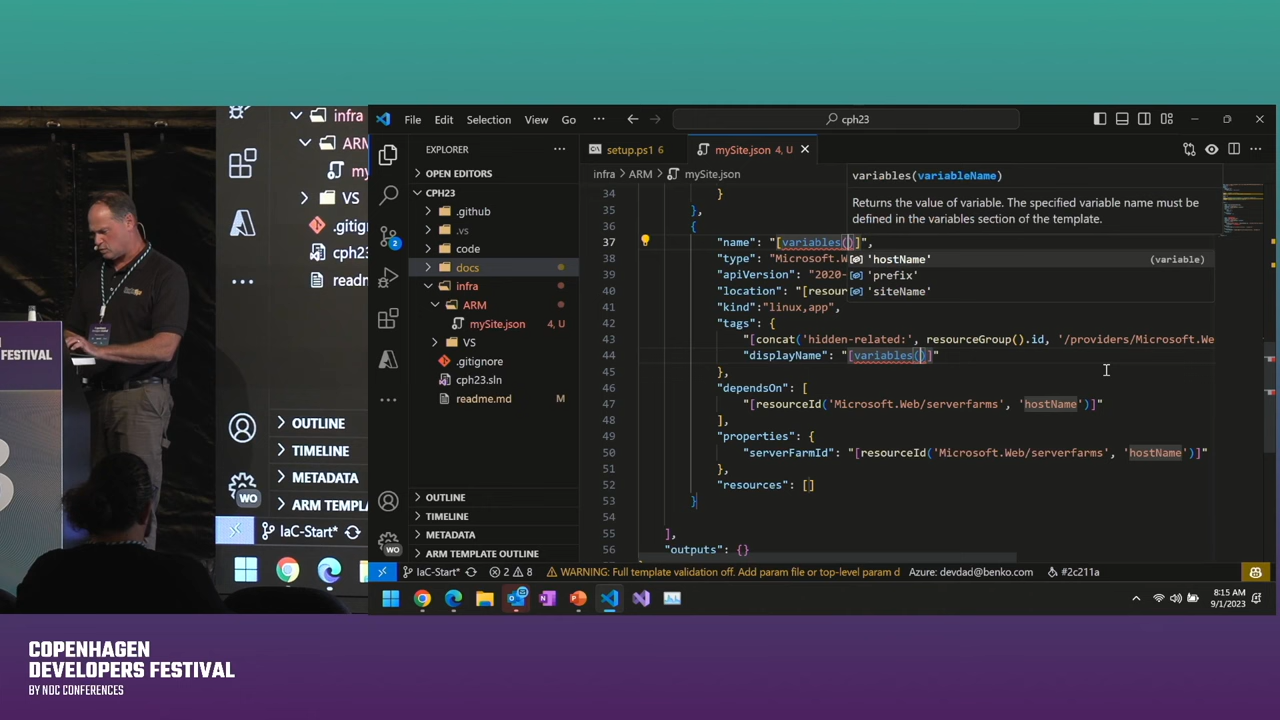 infra
ARM
my
VS
.gitig
cph23
readm
OUTLINE
TIMELINE
METADATA
ARM TEMPLA
WO
IaC-Start*
COPENHAGEN
DEVELOPERS
FESTIVAL
File Edit Selection View Go ··· cph23
EXPLORER ···
setup.ps1 6
mySite.json 4, U
OPEN EDITORS
infra > ARM > mySite.json
CPH23
.github
.vs
code
docs
infra
ARM
mySite.json 4, U
VS
.gitignore
cph23.sln
readme.md M
OUTLINE
TIMELINE
METADATA
ARM TEMPLATE OUTLINE
2
WO
variables(variableName)
Returns the value of variable. The specified variable name must be
defined in the variables section of the template.
34 }
35 },
36 {
37 "name": "[variables()]",
38 "type": "Microsoft.W
39 "apiVersion": "2020-
40 "location": "[resour
41 "kind":"linux,app",
42 "tags": {
43 "[concat('hidden-related:', resourceGroup().id, '/providers/Microsoft.We
44 "displayName": "[variables()]"
45 },
46 "dependsOn": [
47 "[resourceId('Microsoft.Web/serverfarms', 'hostName')]"
48 ],
49 "properties": {
50 "serverFarmId": "[resourceId('Microsoft.Web/serverfarms', 'hostName')]"
51 },
52 "resources": []
53 }
54
55 ],
56 "outputs": {}
'hostName' (variable)
'prefix'
'siteName'
IaC-Start* 2 8 WARNING: Full template validation off. Add param file or top-level param d Azure: devdad@benko.com #2c211a
8:15 AM
9/1/2023
COPENHAGEN
DEVELOPERS FESTIVAL
BY NDC CONFERENCES